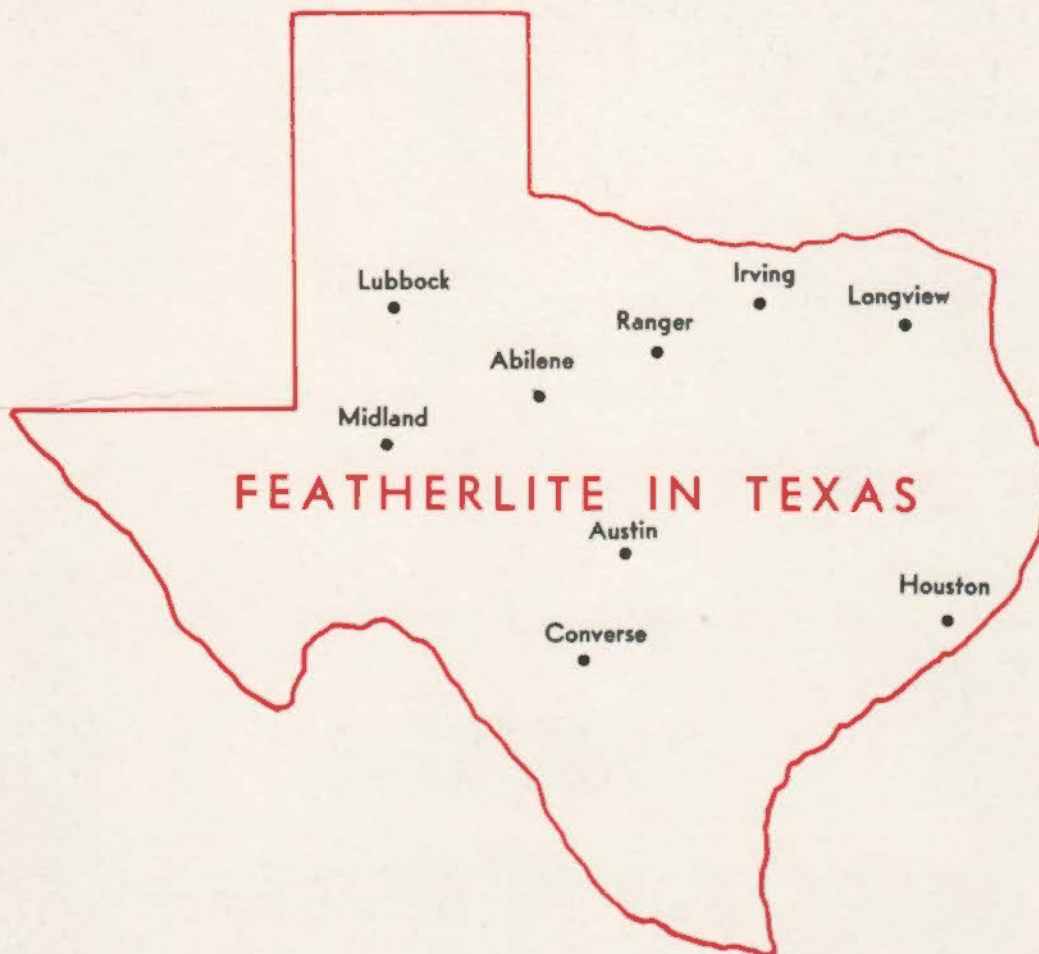 Irving
Lubbock
Longview
Ranger
Abilene
Midland
FEATHERLITE IN TEXAS
Austin
Houston
Converse